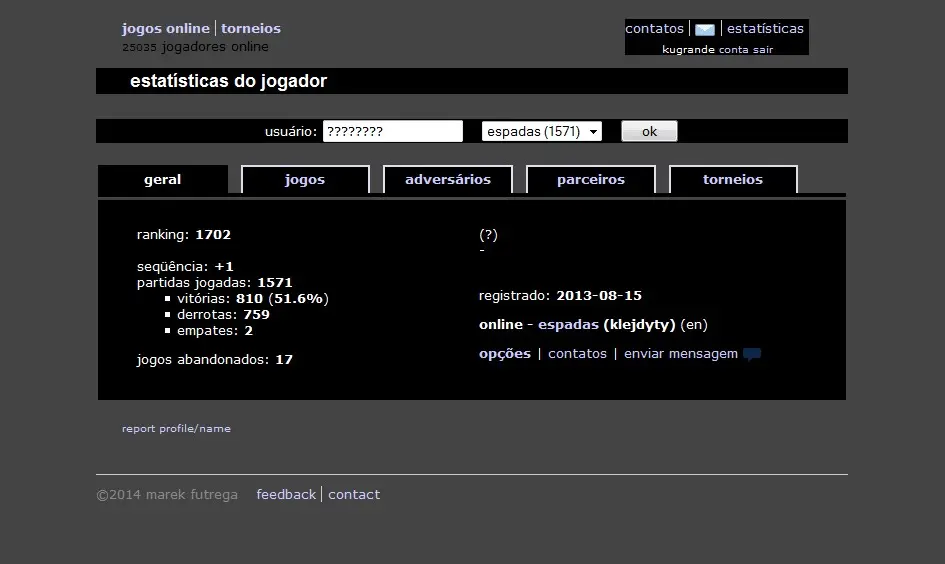 jogos online | torneios
25035 jogadores online
contatos | estatísticas
kugrande conta sair
estatísticas do jogador
usuário: ???????? espadas (1571) ok
geral jogos adversários parceiros torneios
ranking: 1702
seqüência: +1
partidas jogadas: 1571
vitórias: 810 (51.6%)
derrotas: 759
empates: 2
jogos abandonados: 17
(?)
-
registrado: 2013-08-15
online - espadas (klejdyty) (en)
opções | contatos | enviar mensagem
report profile/name
©2014 marek futrega feedback | contact